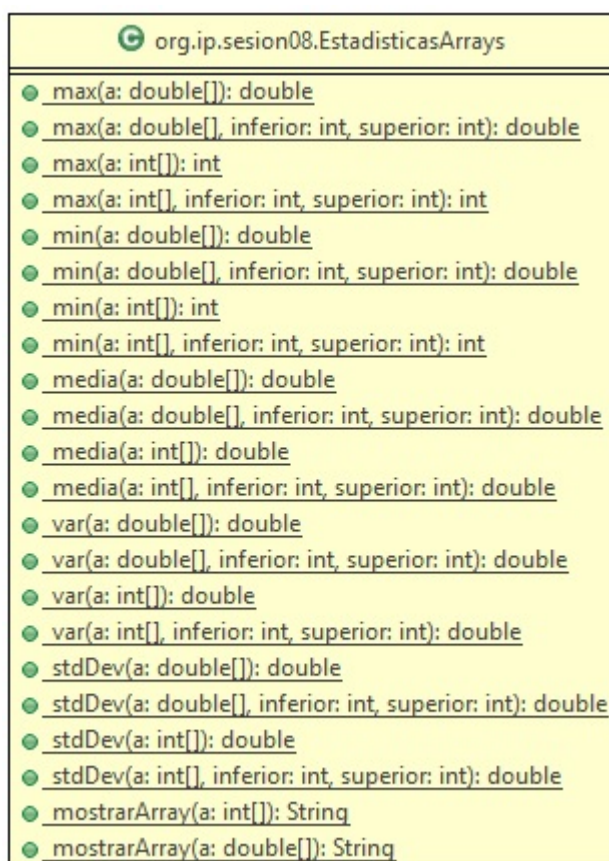 org.ip.sesion08.EstadisticasArrays
max(a: double[]): double
max(a: double[], inferior: int, superior: int): double
max(a: int[]): int
max(a: int[], inferior: int, superior: int): int
min(a: double[]): double
min(a: double[], inferior: int, superior: int): double
min(a: int[]): int
min(a: int[], inferior: int, superior: int): int
media(a: double[]): double
media(a: double[], inferior: int, superior: int): double
media(a: int[]): double
media(a: int[], inferior: int, superior: int): double
var(a: double[]): double
var(a: double[], inferior: int, superior: int): double
var(a: int[]): double
var(a: int[], inferior: int, superior: int): double
stdDev(a: double[]): double
stdDev(a: double[], inferior: int, superior: int): double
stdDev(a: int[]): double
stdDev(a: int[], inferior: int, superior: int): double
mostrarArray(a: int[]): String
mostrarArray(a: double[]): String